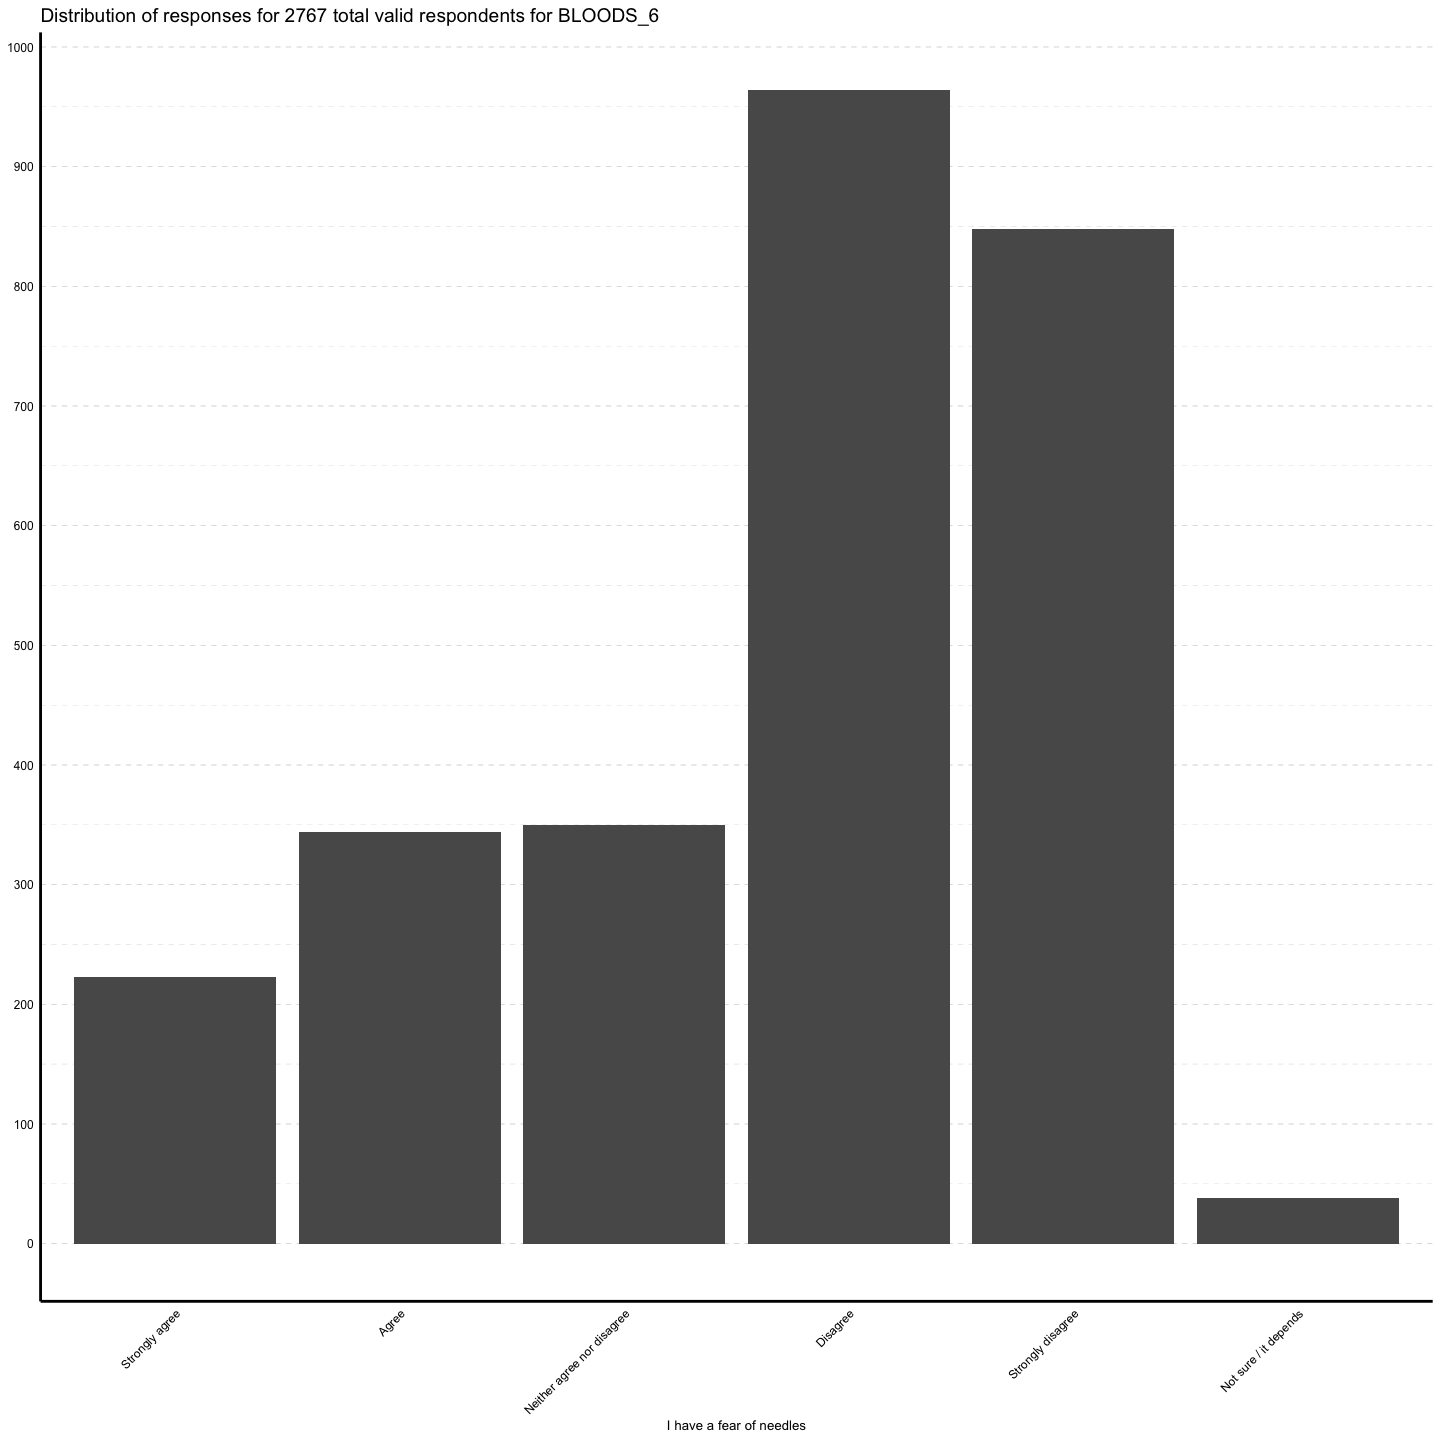 Distribution of responses for 2767 total valid respondents for BLOODS_6
1000
900
800
700
600
500
400
300
200
100
0
Strongly agree
Agree
Neither agree nor disagree
Disagree
Strongly disagree
Not sure / it depends
I have a fear of needles